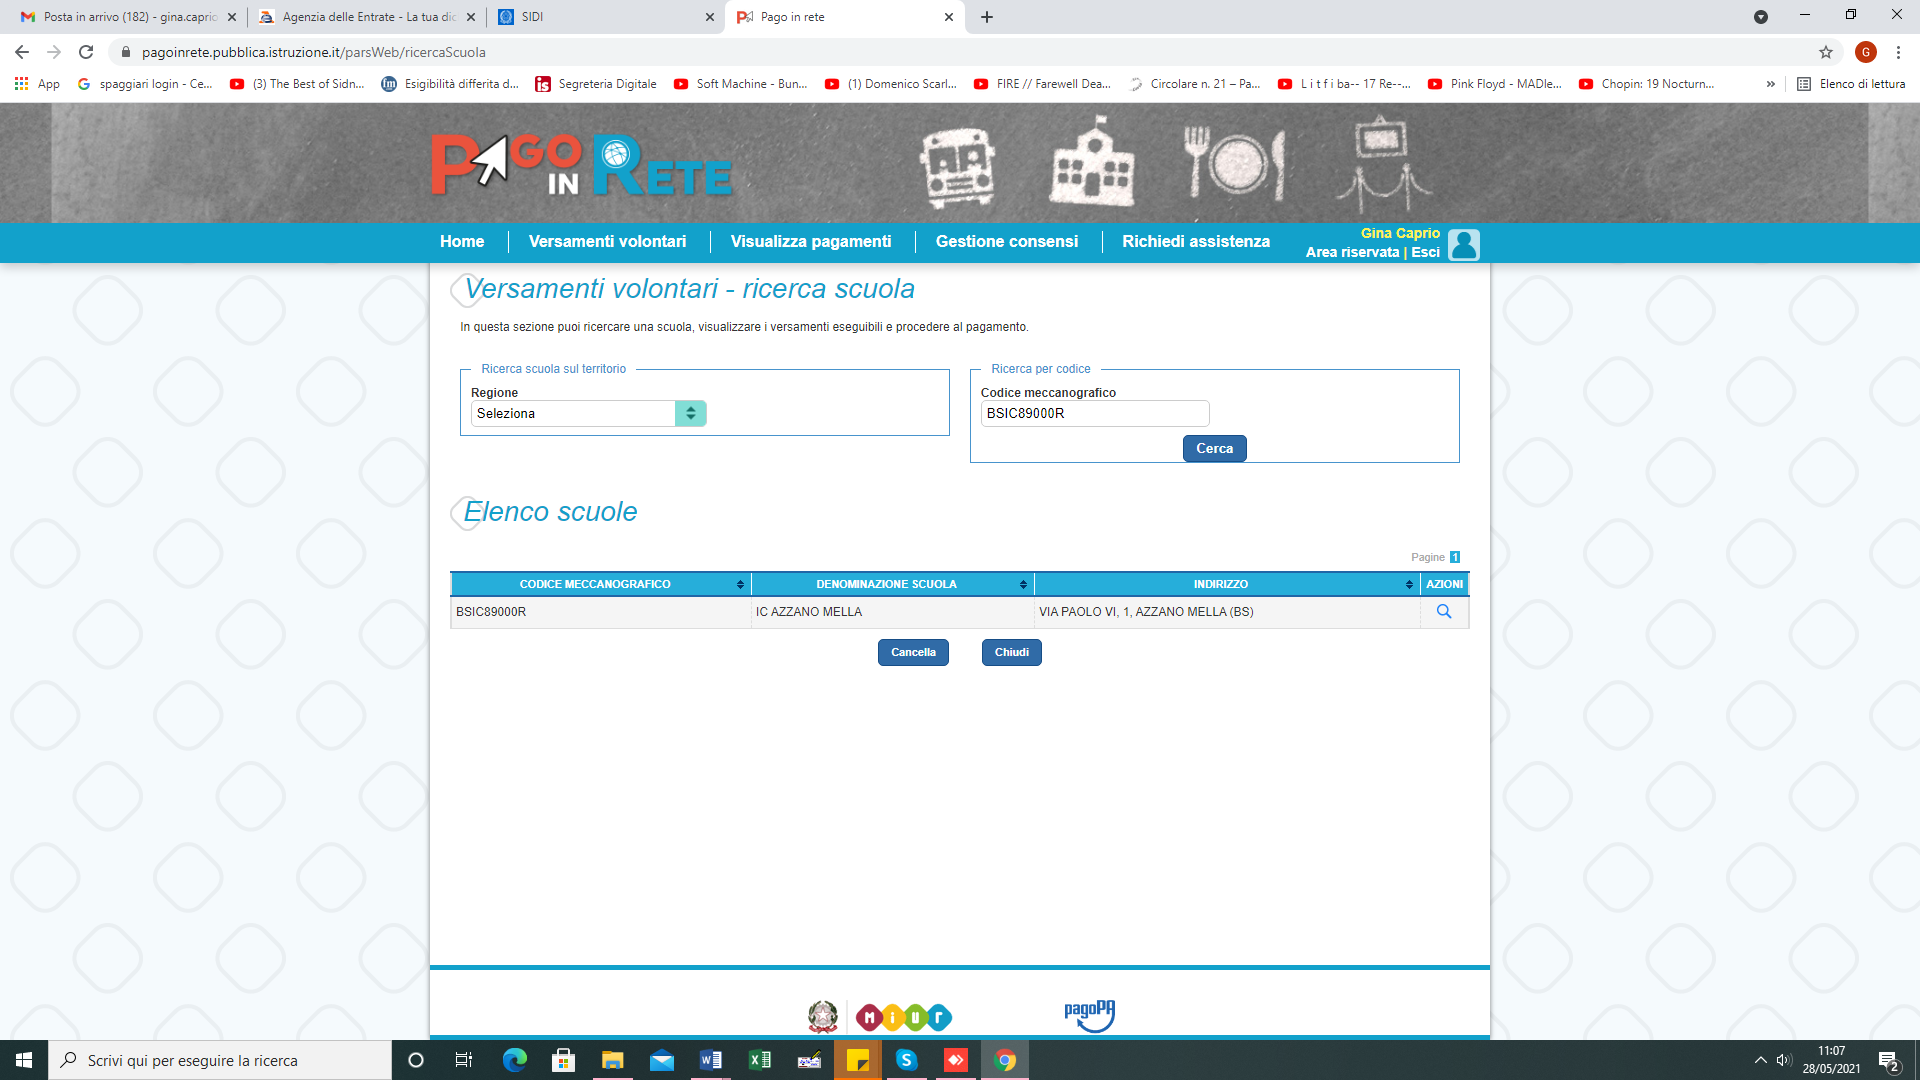 Posta in arrivo (182) - gina.caprio
Agenzia delle Entrate - La tua dic
SIDI
Pago in rete
pagoinrete.pubblica.istruzione.it/parsWeb/ricercaScuola
G
App
spaggiari login - Ce...
(3) The Best of Sidn...
Esigibilità differita d...
Segreteria Digitale
Soft Machine - Bun...
(1) Domenico Scarl...
FIRE // Farewell Dea...
Circolare n. 21 – Pa...
L i t f i ba-- 17 Re--...
Pink Floyd - MADle...
Chopin: 19 Nocturn...
»
Elenco di lettura
PAGO IN RETE
Home
Versamenti volontari
Visualizza pagamenti
Gestione consensi
Richiedi assistenza
Gina Caprio
Area riservata | Esci
Versamenti volontari - ricerca scuola
In questa sezione puoi ricercare una scuola, visualizzare i versamenti eseguibili e procedere al pagamento.
Ricerca scuola sul territorio
Regione
Seleziona
Ricerca per codice
Codice meccanografico
BSIC89000R
Cerca
Elenco scuole
Pagine 1
CODICE MECCANOGRAFICO DENOMINAZIONE SCUOLA INDIRIZZO AZIONI
BSIC89000R IC AZZANO MELLA VIA PAOLO VI, 1, AZZANO MELLA (BS)
Cancella
Chiudi
MIUr
pagoPA
Scrivi qui per eseguire la ricerca
11:07
28/05/2021
2